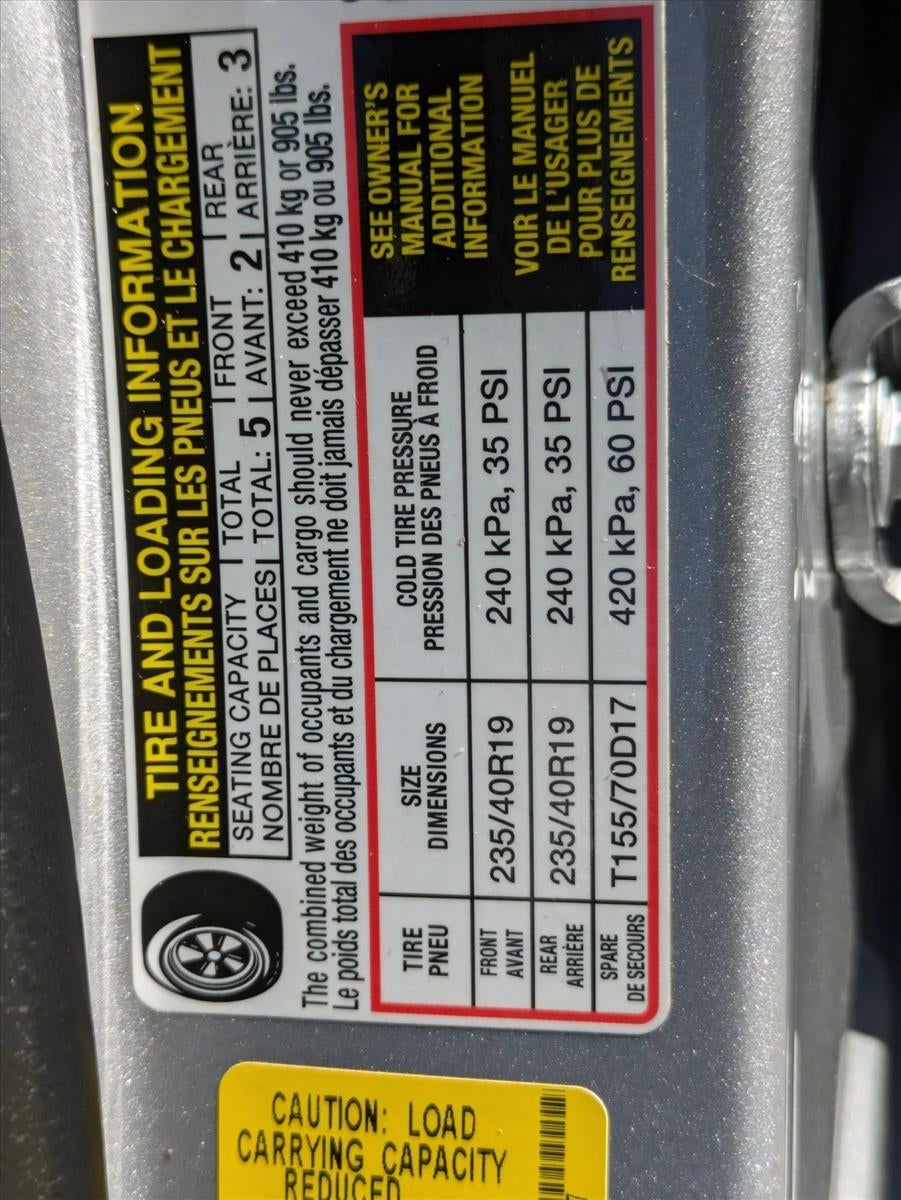 TIRE AND LOADING INFORMATION
RENSEIGNEMENTS SUR LES PNEUS ET LE CHARGEMENT
SEATING CAPACITY | TOTAL | FRONT | REAR
NOMBRE DE PLACES | TOTAL: 5 | AVANT: 2 | ARRIÈRE: 3
The combined weight of occupants and cargo should never exceed 410 kg or 905 lbs.
Le poids total des occupants et du chargement ne doit jamais dépasser 410 kg ou 905 lbs.
TIRE
PNEU
SIZE
DIMENSIONS
COLD TIRE PRESSURE
PRESSION DES PNEUS À FROID
FRONT
AVANT
235/40R19
240 kPa, 35 PSI
REAR
ARRIÈRE
235/40R19
240 kPa, 35 PSI
SPARE
DE SECOURS
T155/70D17
420 kPa, 60 PSI
SEE OWNER'S
MANUAL FOR
ADDITIONAL
INFORMATION
VOIR LE MANUEL
DE L'USAGER
POUR PLUS DE
RENSEIGNEMENTS
CAUTION: LOAD
CARRYING CAPACITY
REDUCED